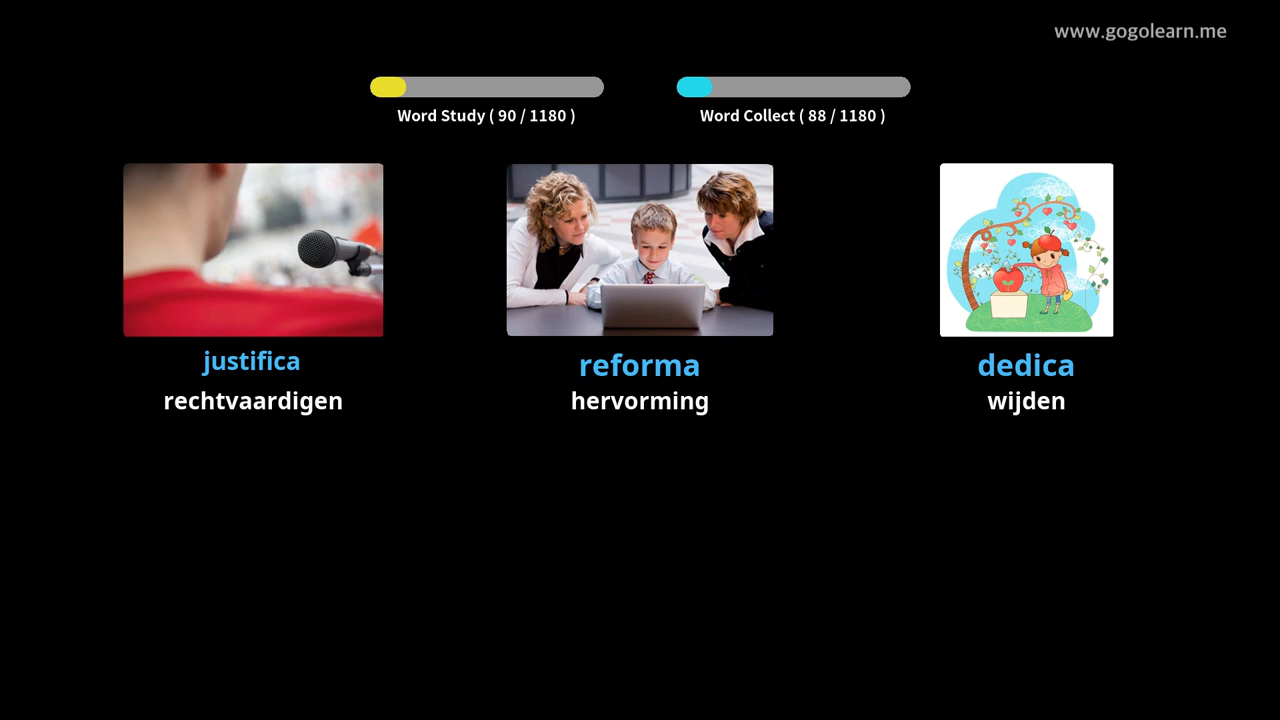 www.gogolearn.me
Word Study ( 90 / 1180 )
Word Collect ( 88 / 1180 )
justifica
reforma
dedica
rechtvaardigen
hervorming
wijden